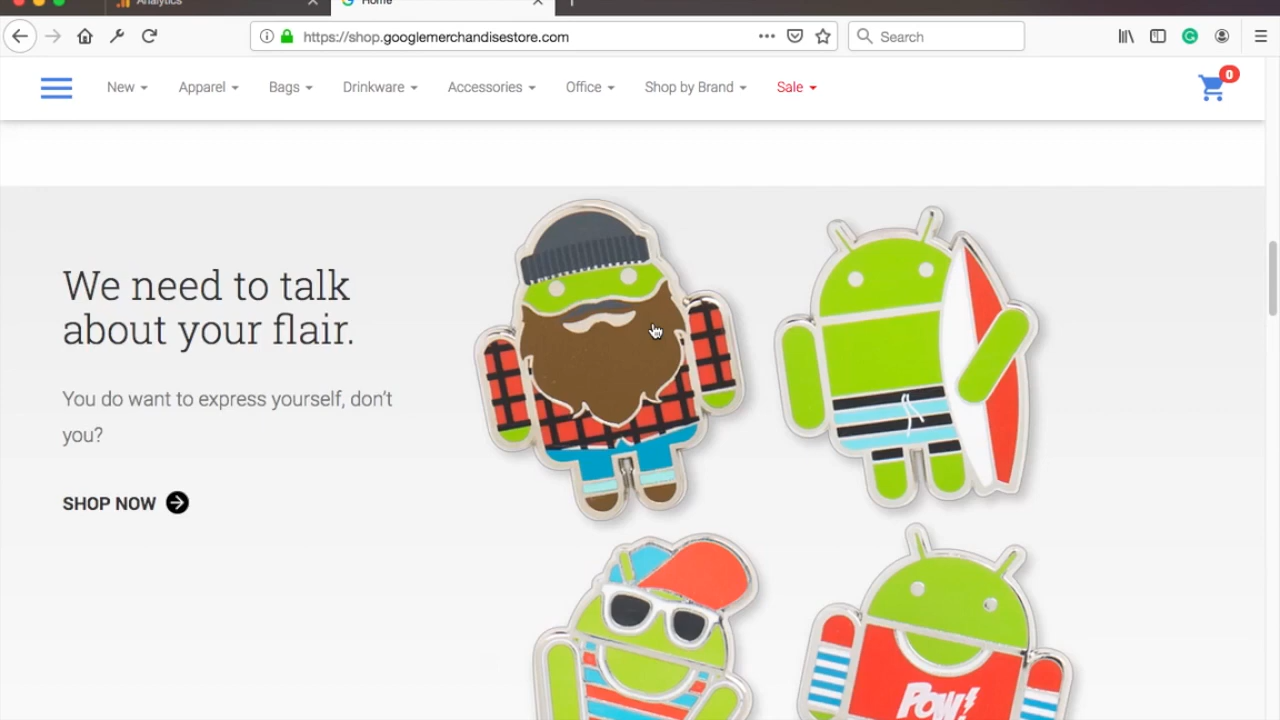 Analytics
Home
https://shop.googlemerchandisestore.com
Search
New
Apparel
Bags
Drinkware
Accessories
Office
Shop by Brand
Sale
0
We need to talk
about your flair.
You do want to express yourself, don't
you?
SHOP NOW
POW!